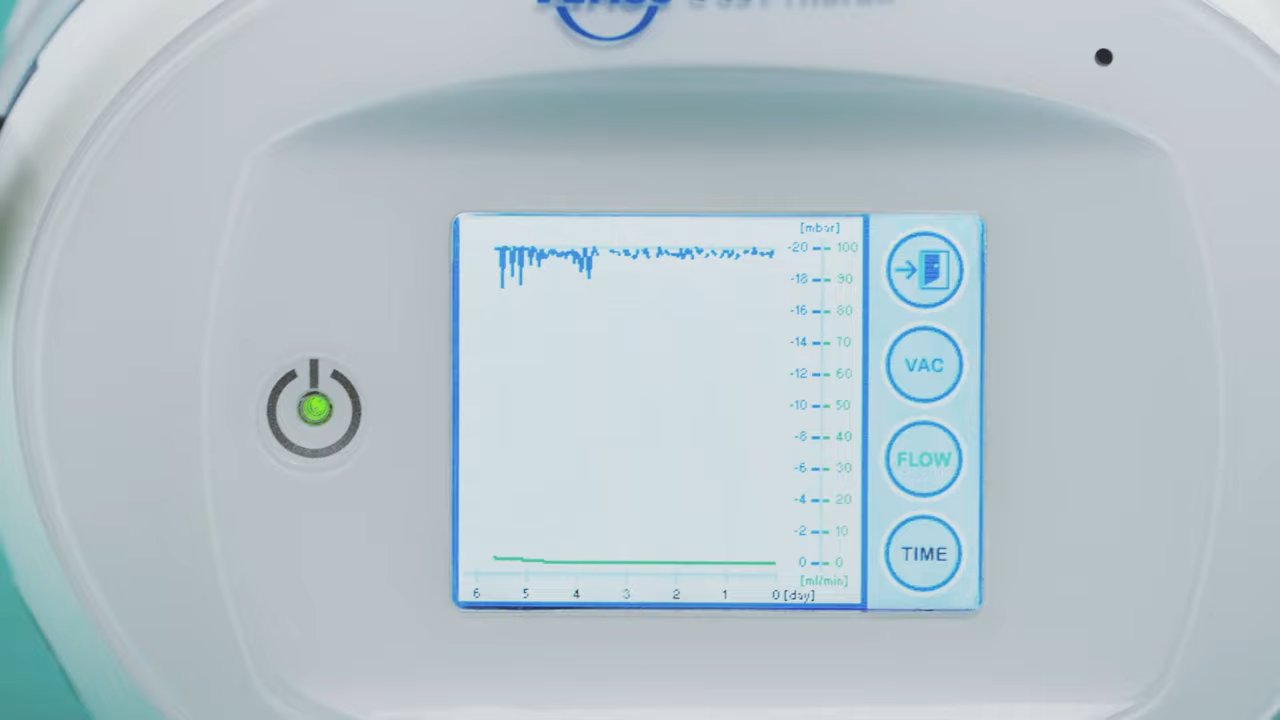 [mbar]
-20 100
-18 90
-16 80
-14 70
-12 60
-10 50
-8 40
-6 30
-4 20
-2 10
0 0
[ml/min]
6 5 4 3 2 1 0 [day]
VAC
FLOW
TIME